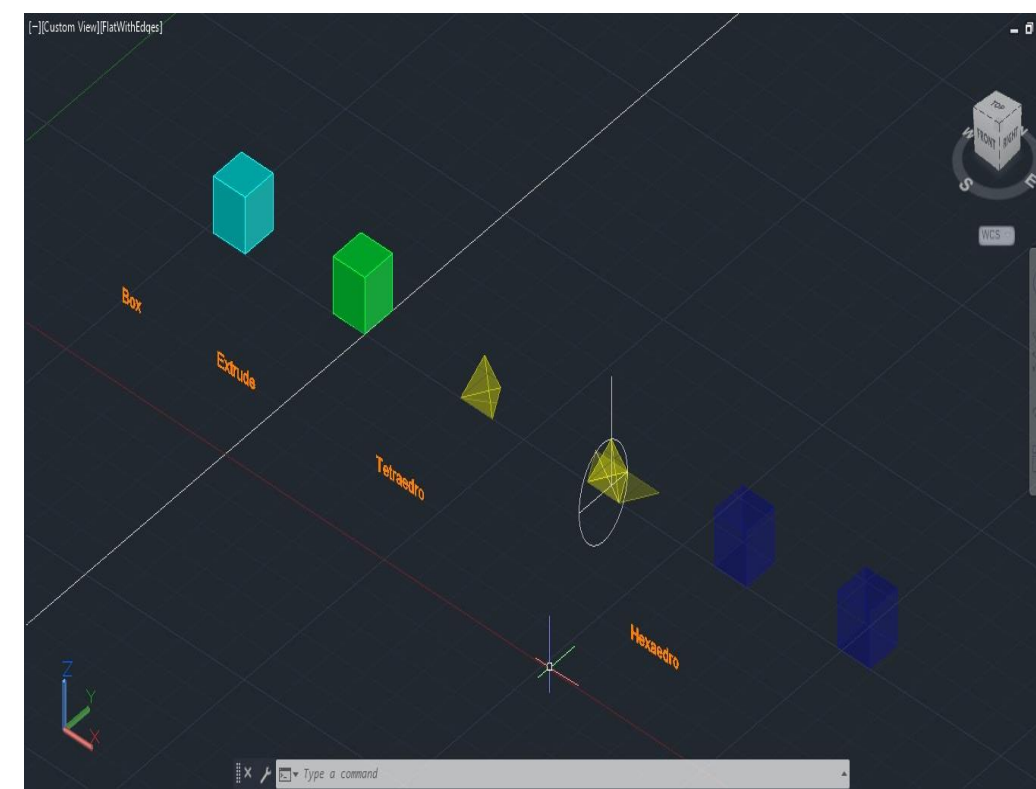 [−][Custom View][FlatWithEdges]
TOP
FRONT
RIGHT
W
S
E
WCS
Box
Extrude
Tetraedro
Hexaedro
Z
Y
X
Type a command